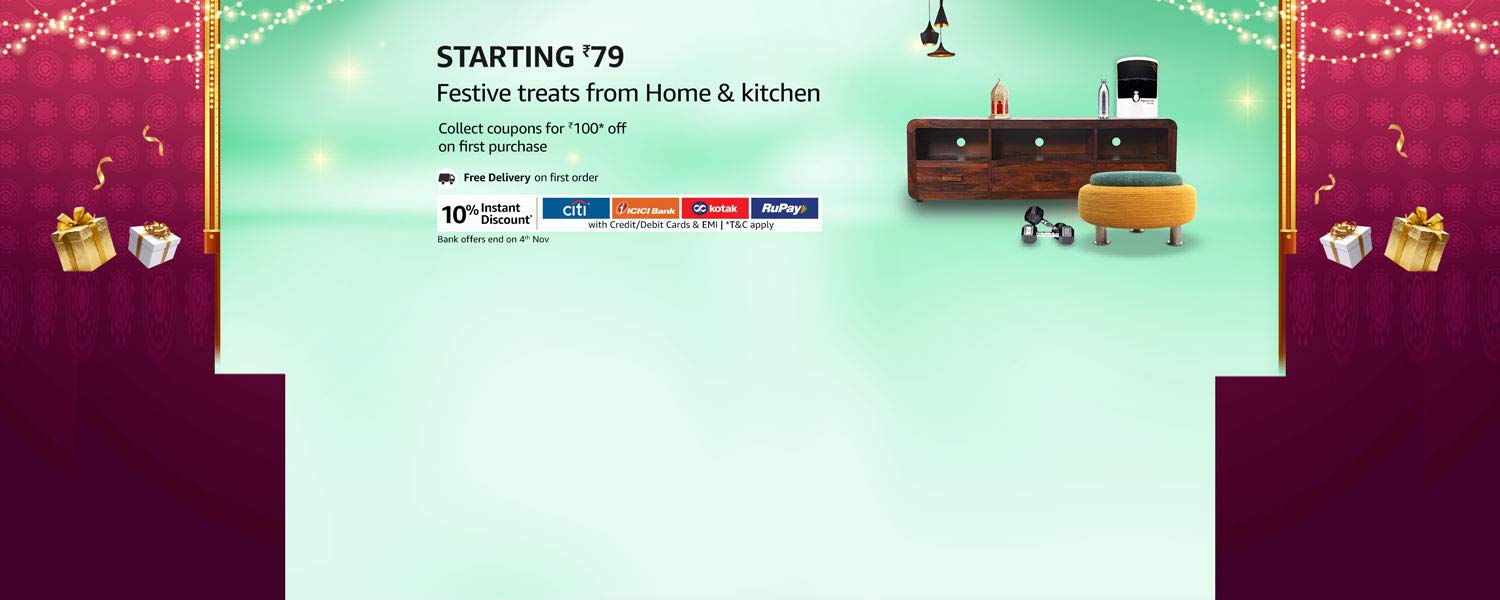 STARTING ₹79
Festive treats from Home & kitchen
Collect coupons for ₹100* off
on first purchase
Free Delivery on first order
10% Instant Discount*
citi
ICICI Bank
kotak
RuPay
with Credit/Debit Cards & EMI | *T&C apply
Bank offers end on 4th Nov